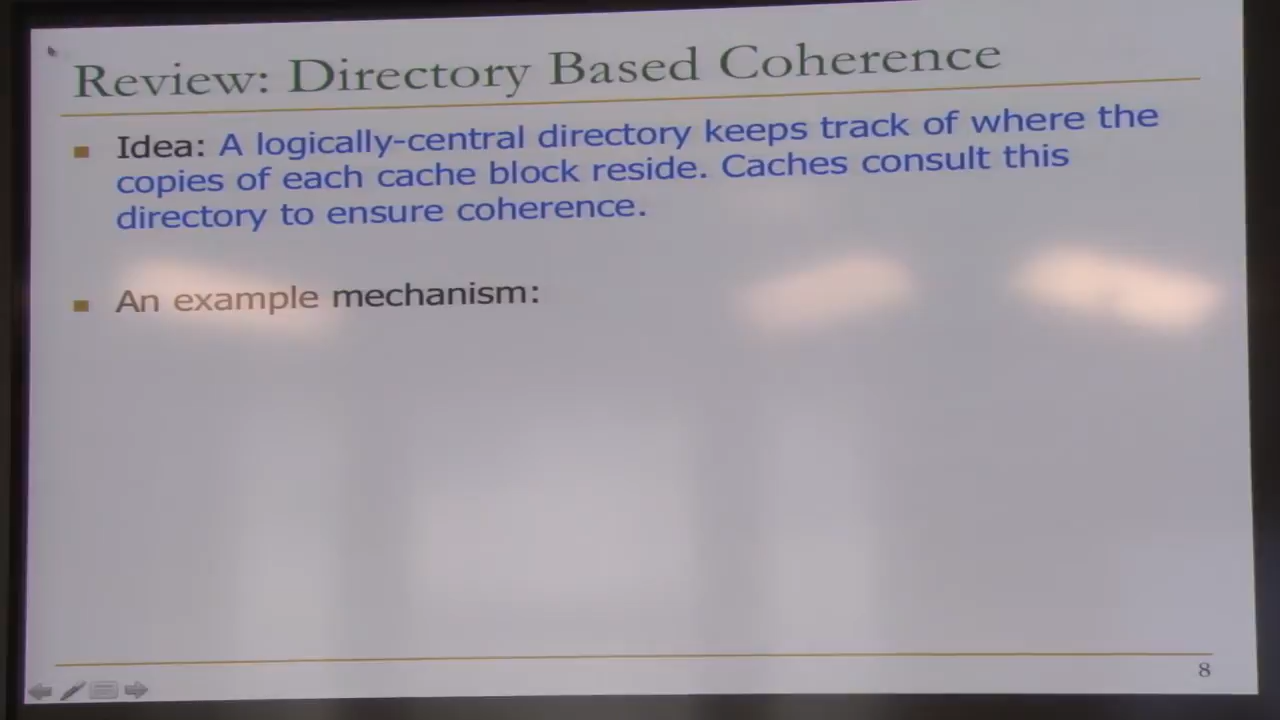 Review: Directory Based Coherence
Idea: A logically-central directory keeps track of where the
copies of each cache block reside. Caches consult this
directory to ensure coherence.
An example mechanism:
8